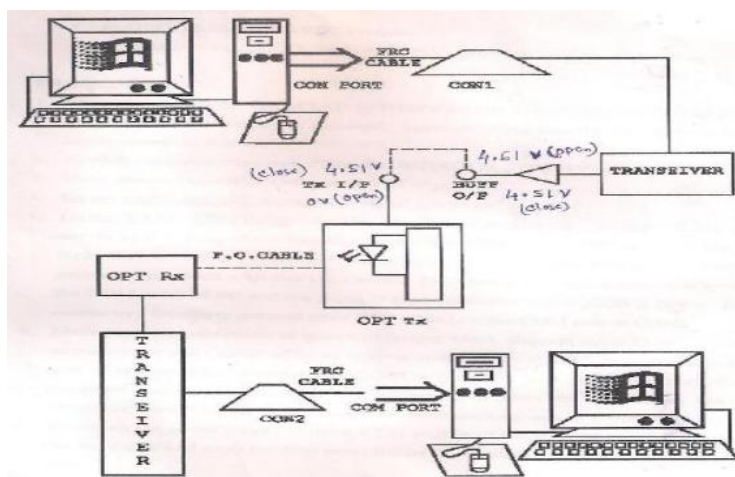 FRC
CABLE
COM PORT
CON1
TRANSEIVER
4.61 V (open)
(close) 4.51V
TX I/P
0V (open)
BUFF
O/P
4.51V
(close)
F.O.CABLE
OPT Rx
OPT Tx
TRANSEIVER
FRC
CABLE
COM PORT
CON2